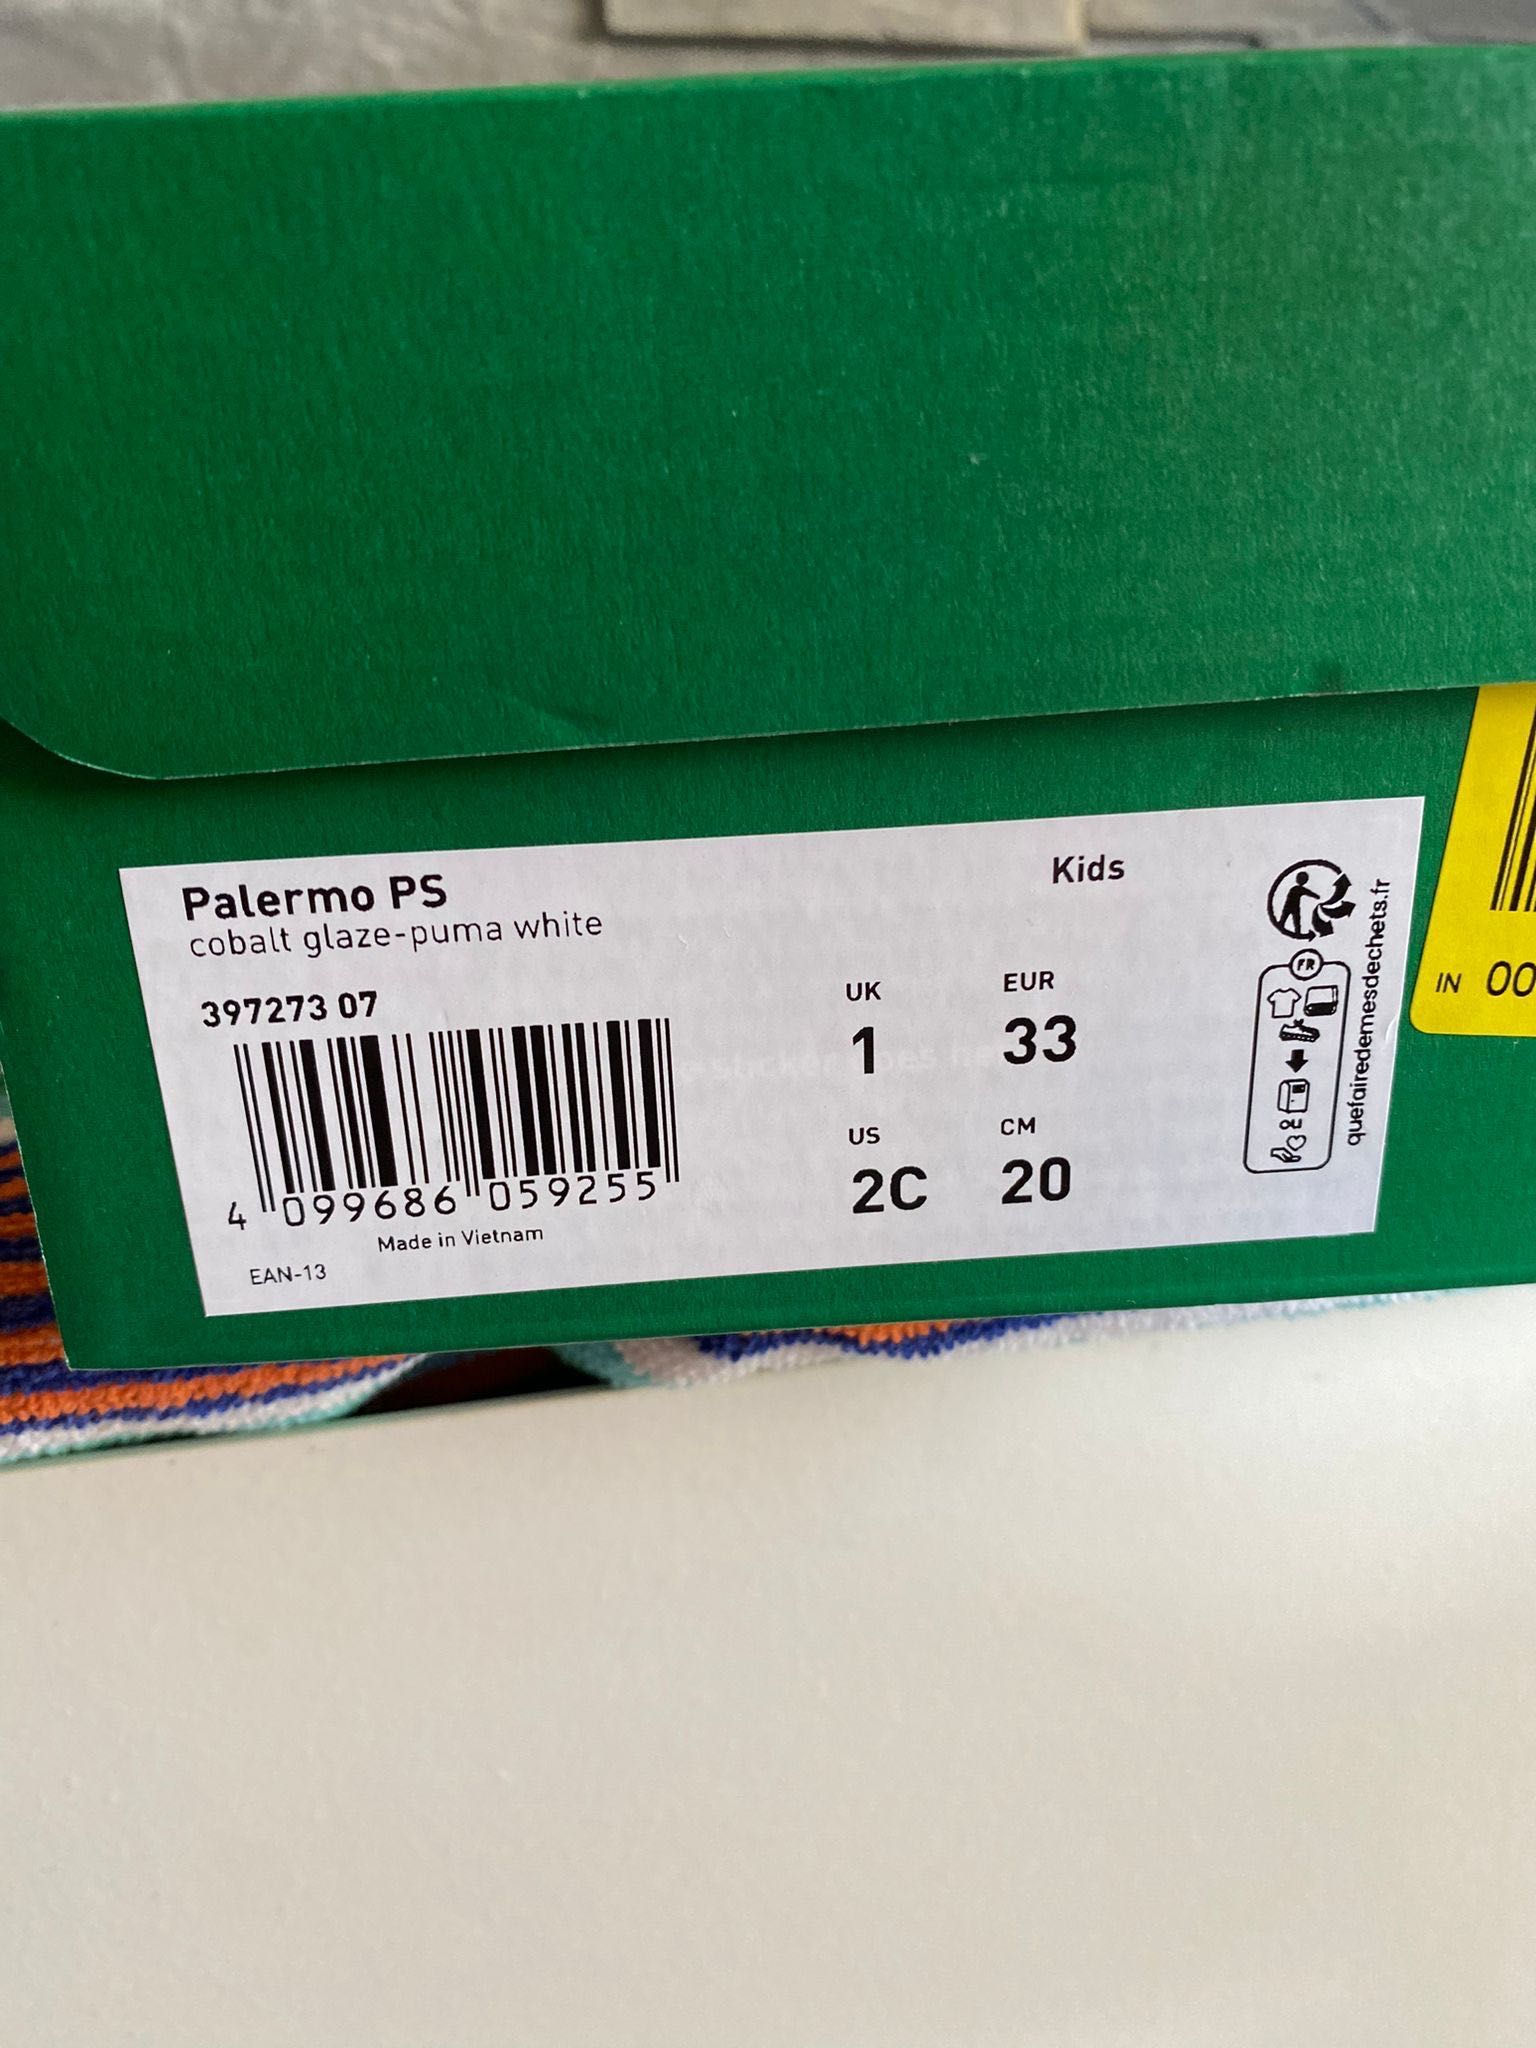 Palermo PS
Kids
cobalt glaze-puma white
397273 07
UK
EUR
1
33
US
CM
2C
20
4 099686 059255
Made in Vietnam
EAN-13
FR
quefairedemesdechets.fr
IN 00